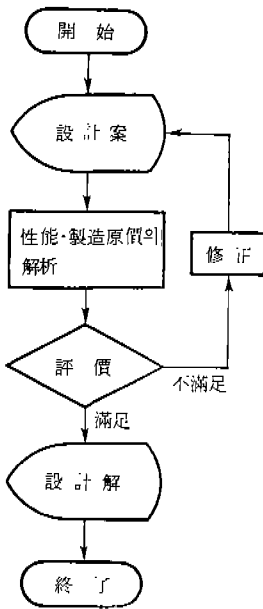 開始
設計案
性能·製造原價의
解析
修正
評價
不滿足
滿足
設計解
終了